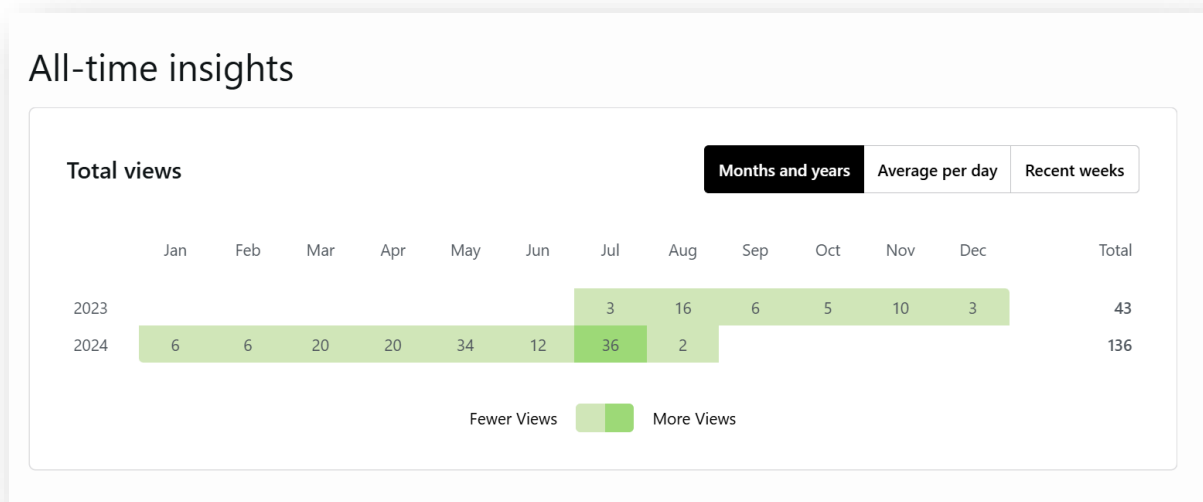 All-time insights
Total views
Months and years Average per day Recent weeks
Jan Feb Mar Apr May Jun Jul Aug Sep Oct Nov Dec Total
2023 3 16 6 5 10 3 43
2024 6 6 20 20 34 12 36 2 136
Fewer Views More Views